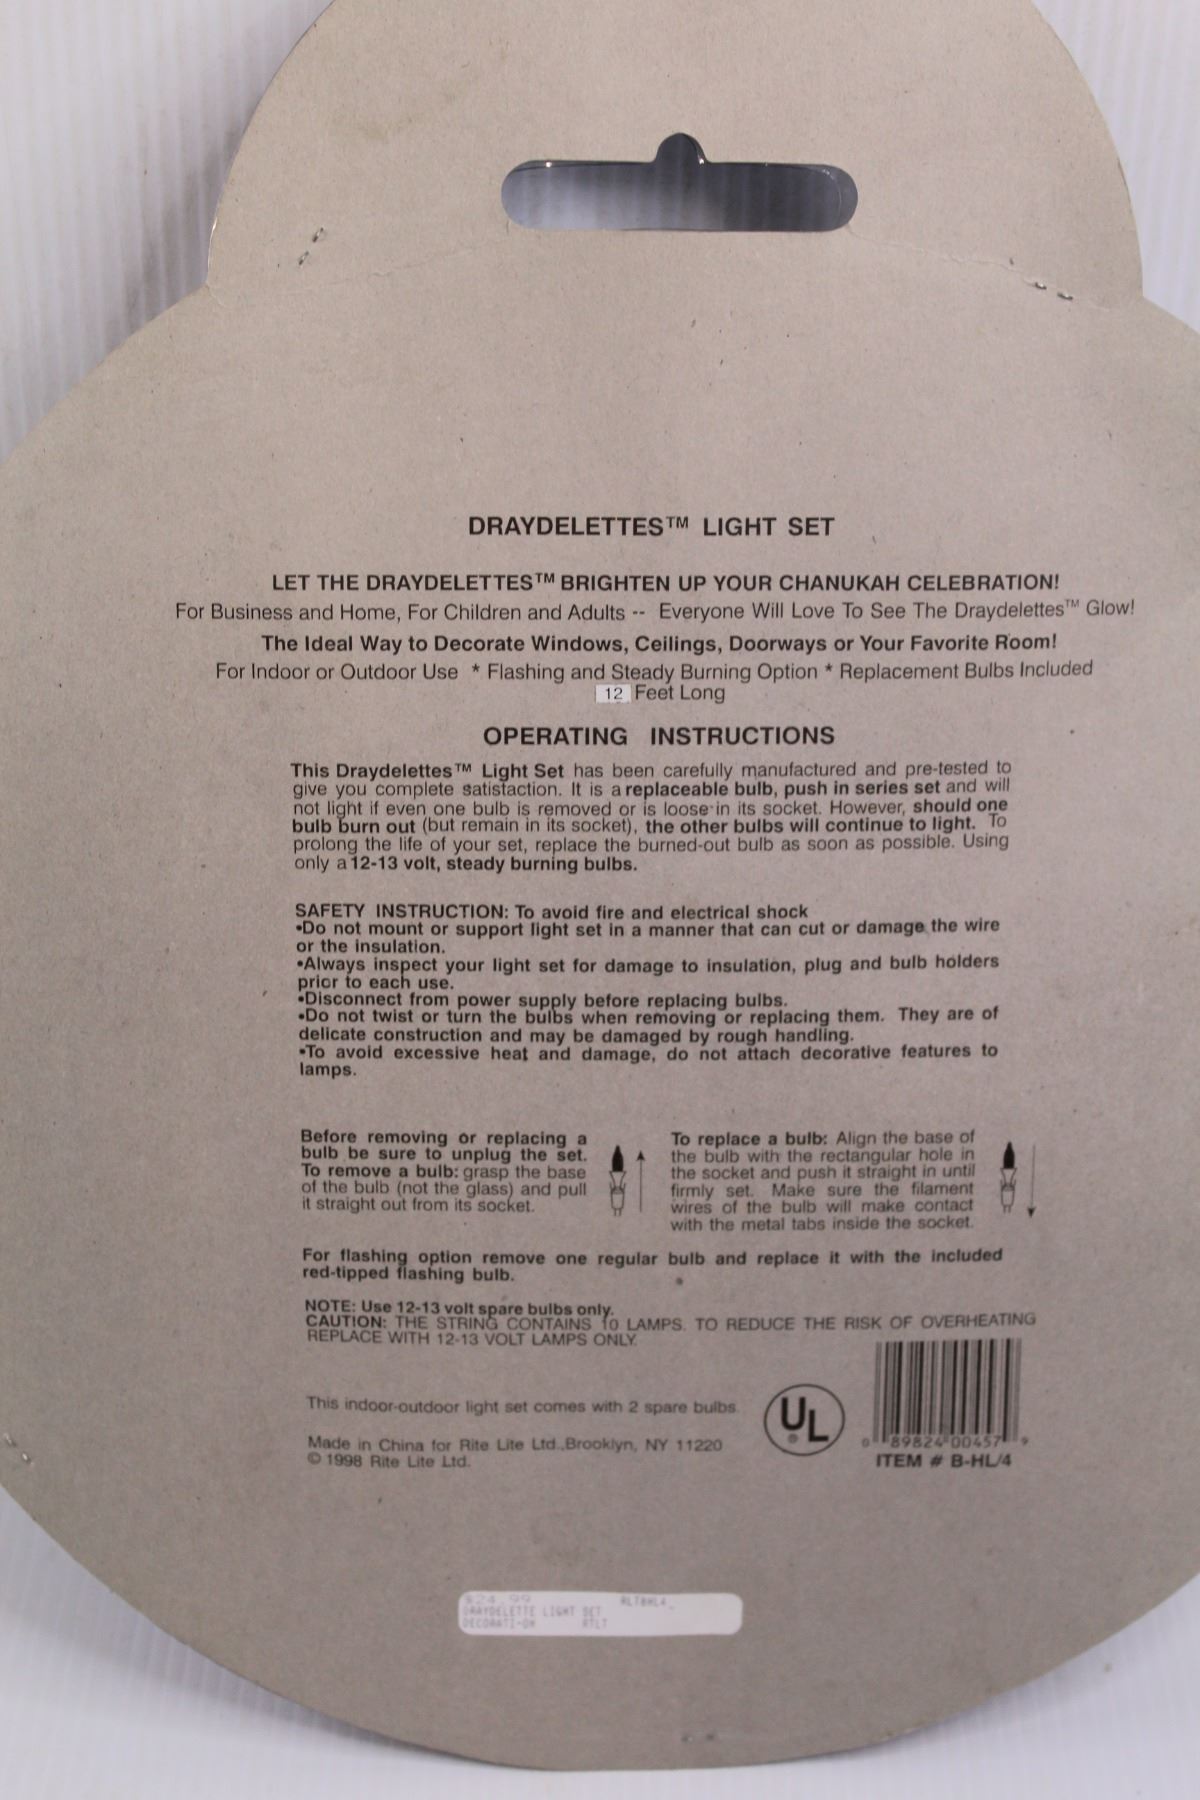 DRAYDELETTES™ LIGHT SET
LET THE DRAYDELETTES™ BRIGHTEN UP YOUR CHANUKAH CELEBRATION!
For Business and Home, For Children and Adults -- Everyone Will Love To See The Draydelettes™ Glow!
The Ideal Way to Decorate Windows, Ceilings, Doorways or Your Favorite Room!
For Indoor or Outdoor Use * Flashing and Steady Burning Option * Replacement Bulbs Included
12 Feet Long
OPERATING INSTRUCTIONS
This Draydelettes™ Light Set has been carefully manufactured and pre-tested to
give you complete satisfaction. It is a replaceable bulb, push in series set and will
not light if even one bulb is removed or is loose in its socket. However, should one
bulb burn out (but remain in its socket), the other bulbs will continue to light. To
prolong the life of your set, replace the burned-out bulb as soon as possible. Using
only a 12-13 volt, steady burning bulbs.
SAFETY INSTRUCTION: To avoid fire and electrical shock
•Do not mount or support light set in a manner that can cut or damage the wire
or the insulation.
•Always inspect your light set for damage to insulation, plug and bulb holders
prior to each use.
•Disconnect from power supply before replacing bulbs.
•Do not twist or turn the bulbs when removing or replacing them. They are of
delicate construction and may be damaged by rough handling.
•To avoid excessive heat and damage, do not attach decorative features to
lamps.
Before removing or replacing a
bulb be sure to unplug the set.
To remove a bulb: grasp the base
of the bulb (not the glass) and pull
it straight out from its socket.
To replace a bulb: Align the base of
the bulb with the rectangular hole in
the socket and push it straight in until
firmly set. Make sure the filament
wires of the bulb will make contact
with the metal tabs inside the socket.
For flashing option remove one regular bulb and replace it with the included
red-tipped flashing bulb.
NOTE: Use 12-13 volt spare bulbs only.
CAUTION: THE STRING CONTAINS 10 LAMPS. TO REDUCE THE RISK OF OVERHEATING
REPLACE WITH 12-13 VOLT LAMPS ONLY.
This indoor-outdoor light set comes with 2 spare bulbs.
Made in China for Rite Lite Ltd.,Brooklyn, NY 11220
© 1998 Rite Lite Ltd.
UL ®
0 89824 00457 9
ITEM # B-HL/4
$24.99 RLTBHL4
DRAYDELETTE LIGHT SET
DECORATI-ON RTLT